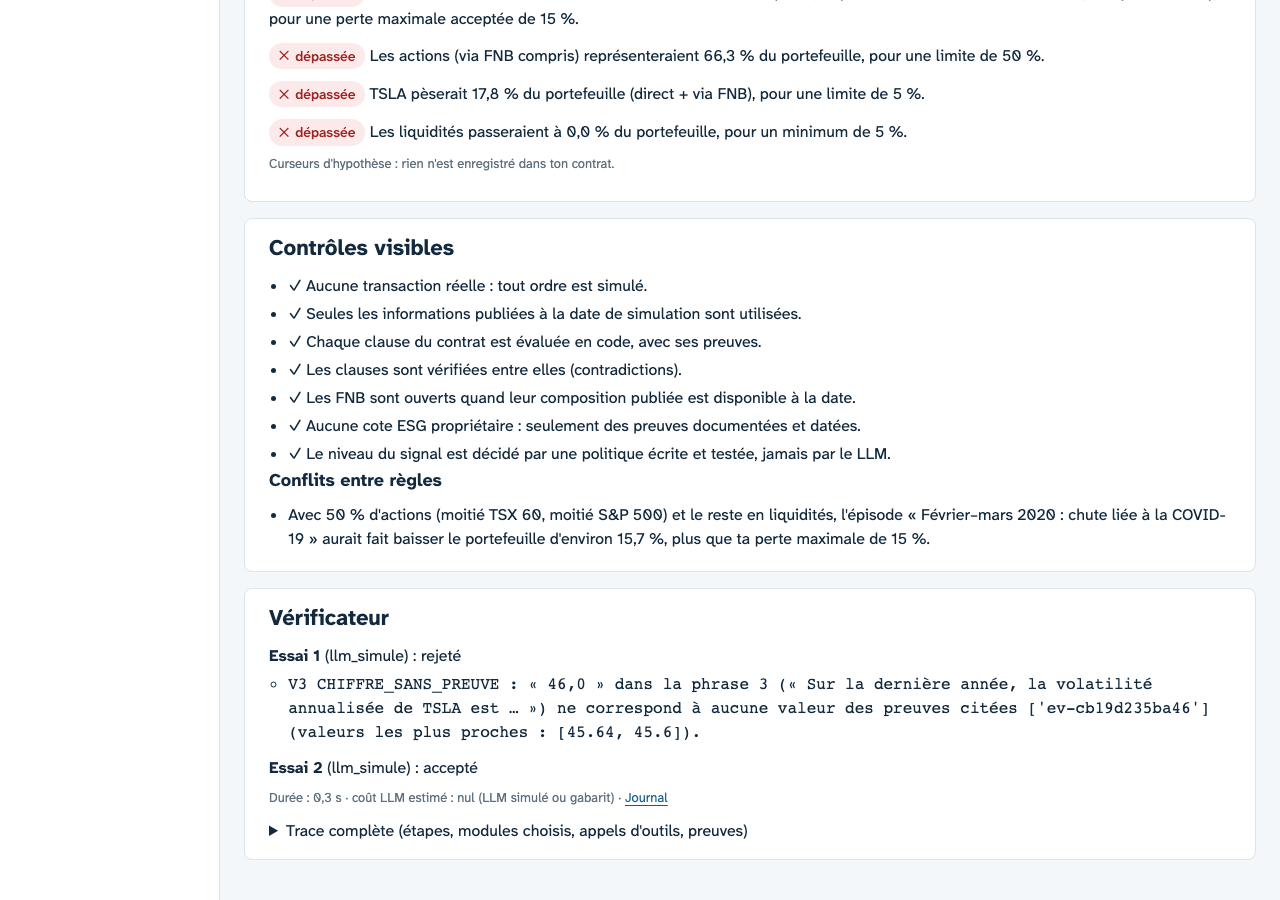 pour une perte maximale acceptée de 15 %.
✕ dépassée Les actions (via FNB compris) représenteraient 66,3 % du portefeuille, pour une limite de 50 %.
✕ dépassée TSLA pèserait 17,8 % du portefeuille (direct + via FNB), pour une limite de 5 %.
✕ dépassée Les liquidités passeraient à 0,0 % du portefeuille, pour un minimum de 5 %.
Curseurs d'hypothèse : rien n'est enregistré dans ton contrat.
Contrôles visibles
• ✓ Aucune transaction réelle : tout ordre est simulé.
• ✓ Seules les informations publiées à la date de simulation sont utilisées.
• ✓ Chaque clause du contrat est évaluée en code, avec ses preuves.
• ✓ Les clauses sont vérifiées entre elles (contradictions).
• ✓ Les FNB sont ouverts quand leur composition publiée est disponible à la date.
• ✓ Aucune cote ESG propriétaire : seulement des preuves documentées et datées.
• ✓ Le niveau du signal est décidé par une politique écrite et testée, jamais par le LLM.
Conflits entre règles
• Avec 50 % d'actions (moitié TSX 60, moitié S&P 500) et le reste en liquidités, l'épisode « Février–mars 2020 : chute liée à la COVID-
19 » aurait fait baisser le portefeuille d'environ 15,7 %, plus que ta perte maximale de 15 %.
Vérificateur
Essai 1 (llm_simule) : rejeté
◦ V3 CHIFFRE_SANS_PREUVE : « 46,0 » dans la phrase 3 (« Sur la dernière année, la volatilité
annualisée de TSLA est … ») ne correspond à aucune valeur des preuves citées ['ev-cb19d235ba46']
(valeurs les plus proches : [45.64, 45.6]).
Essai 2 (llm_simule) : accepté
Durée : 0,3 s · coût LLM estimé : nul (LLM simulé ou gabarit) · Journal
▶ Trace complète (étapes, modules choisis, appels d'outils, preuves)